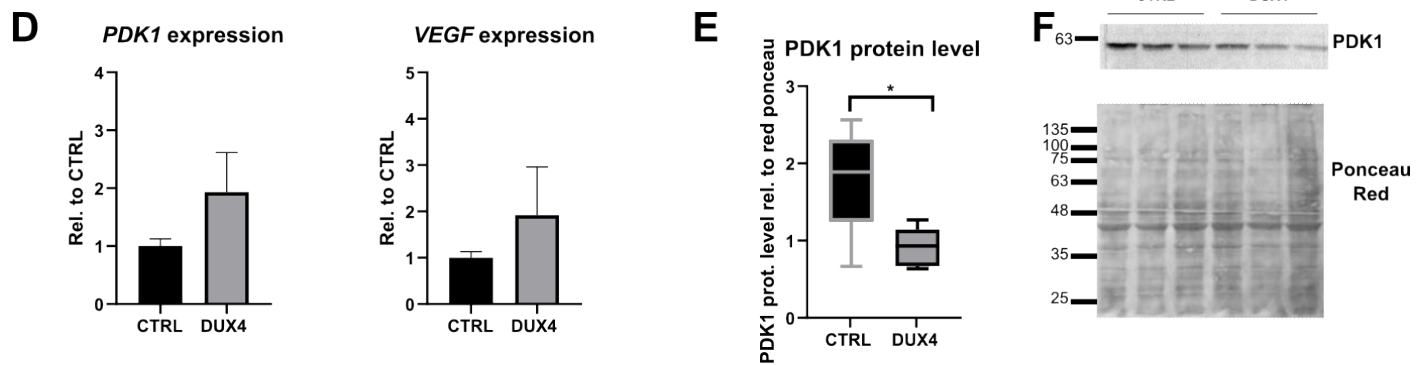 D
PDK1 expression
Rel. to CTRL
4
3
2
1
0
CTRL DUX4
VEGF expression
Rel. to CTRL
5
4
3
2
1
0
CTRL DUX4
E
PDK1 protein level
PDK1 prot. level rel. to red ponceau
3
2
1
0
*
CTRL DUX4
F
63
PDK1
135
100
75
63
48
35
25
Ponceau
Red